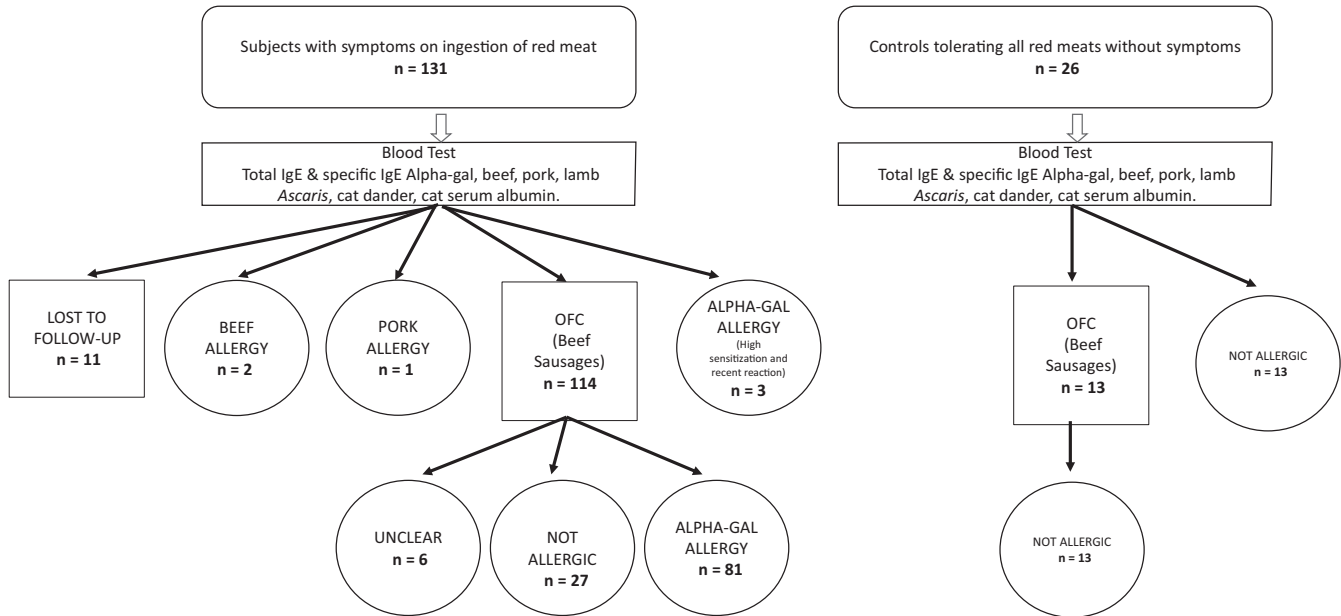 Subjects with symptoms on ingestion of red meat
n = 131
Controls tolerating all red meats without symptoms
n = 26
Blood Test
Total IgE & specific IgE Alpha-gal, beef, pork, lamb
Ascaris, cat dander, cat serum albumin.
Blood Test
Total IgE & specific IgE Alpha-gal, beef, pork, lamb
Ascaris, cat dander, cat serum albumin.
LOST TO
FOLLOW-UP
n = 11
BEEF
ALLERGY
n = 2
PORK
ALLERGY
n = 1
OFC
(Beef
Sausages)
n = 114
ALPHA-GAL
ALLERGY
(High
sensitization and
recent reaction)
n = 3
OFC
(Beef
Sausages)
n = 13
NOT ALLERGIC
n = 13
UNCLEAR
n = 6
NOT
ALLERGIC
n = 27
ALPHA-GAL
ALLERGY
n = 81
NOT ALLERGIC
n = 13